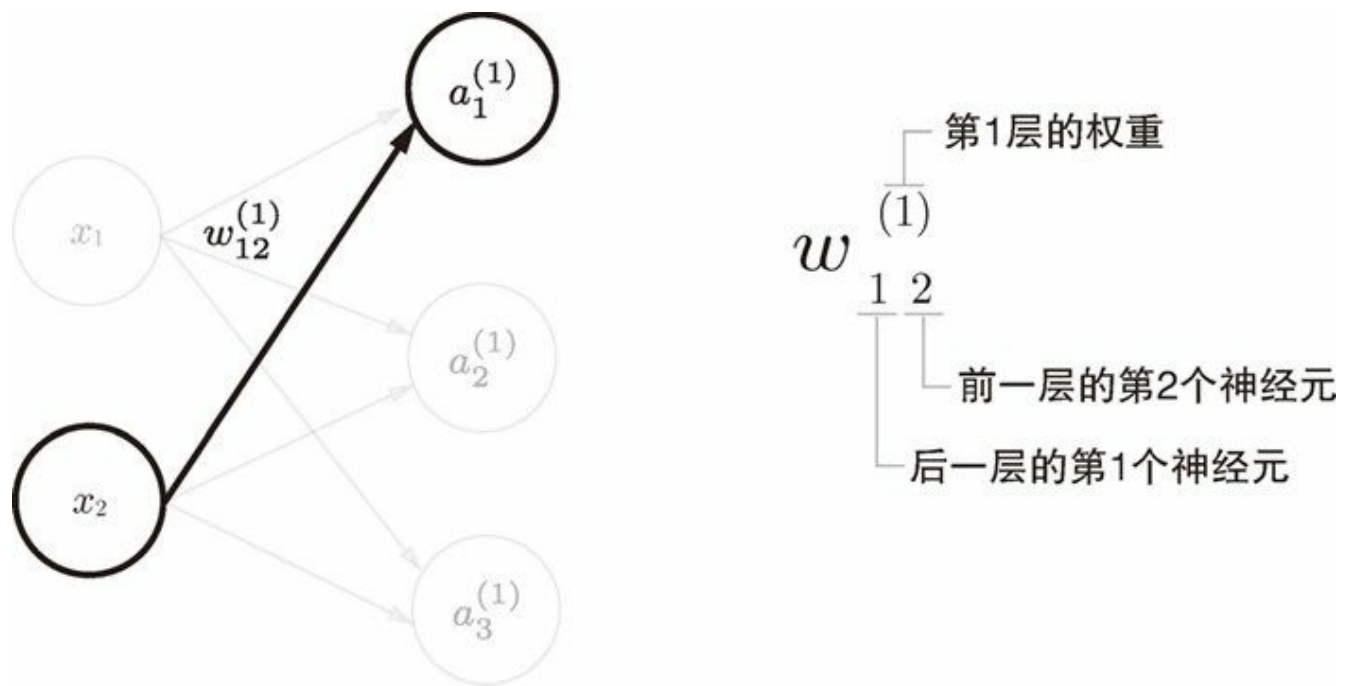 a₁⁽¹⁾
第1层的权重
x₁
w₁₂⁽¹⁾
w
(1)
1 2
a₂⁽¹⁾
前一层的第2个神经元
后一层的第1个神经元
x₂
a₃⁽¹⁾